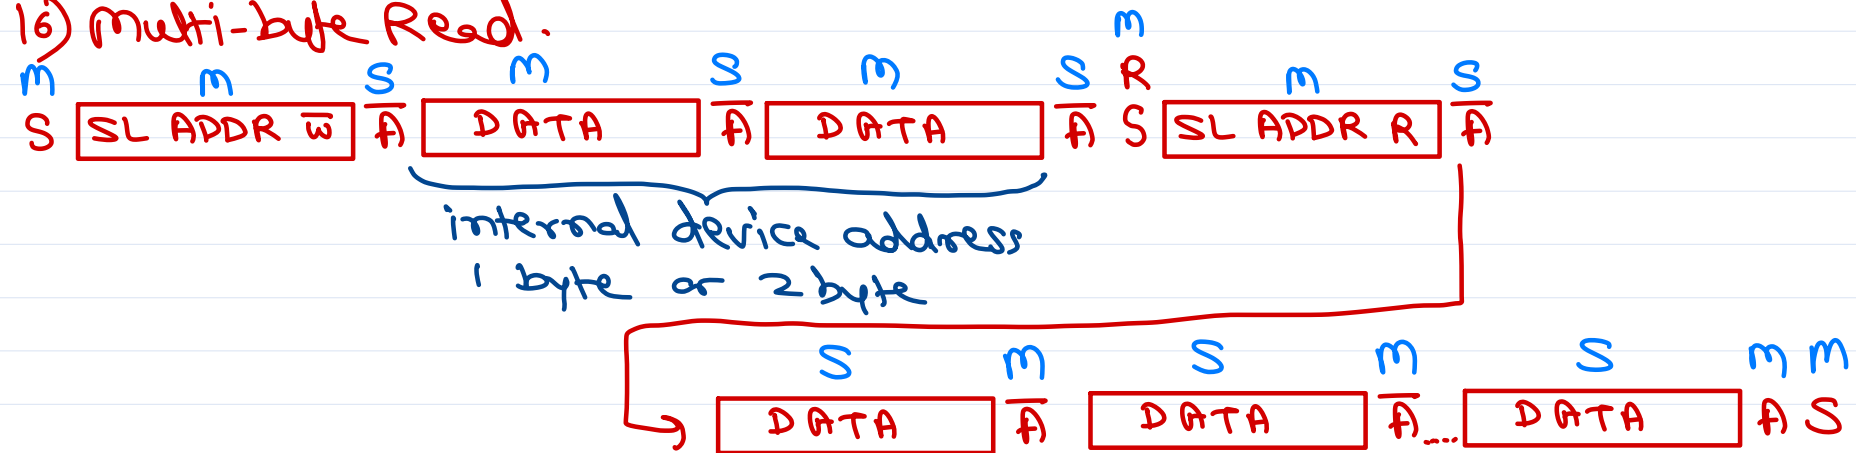 16) Multi-byte Read.
m
m m S m S m S R m S
S SL ADDR W̅ A̅ DATA A̅ DATA A̅ S SL ADDR R A̅
internal device address
1 byte or 2 byte
S m S m S m m
DATA A̅ DATA A̅ ..... DATA A S